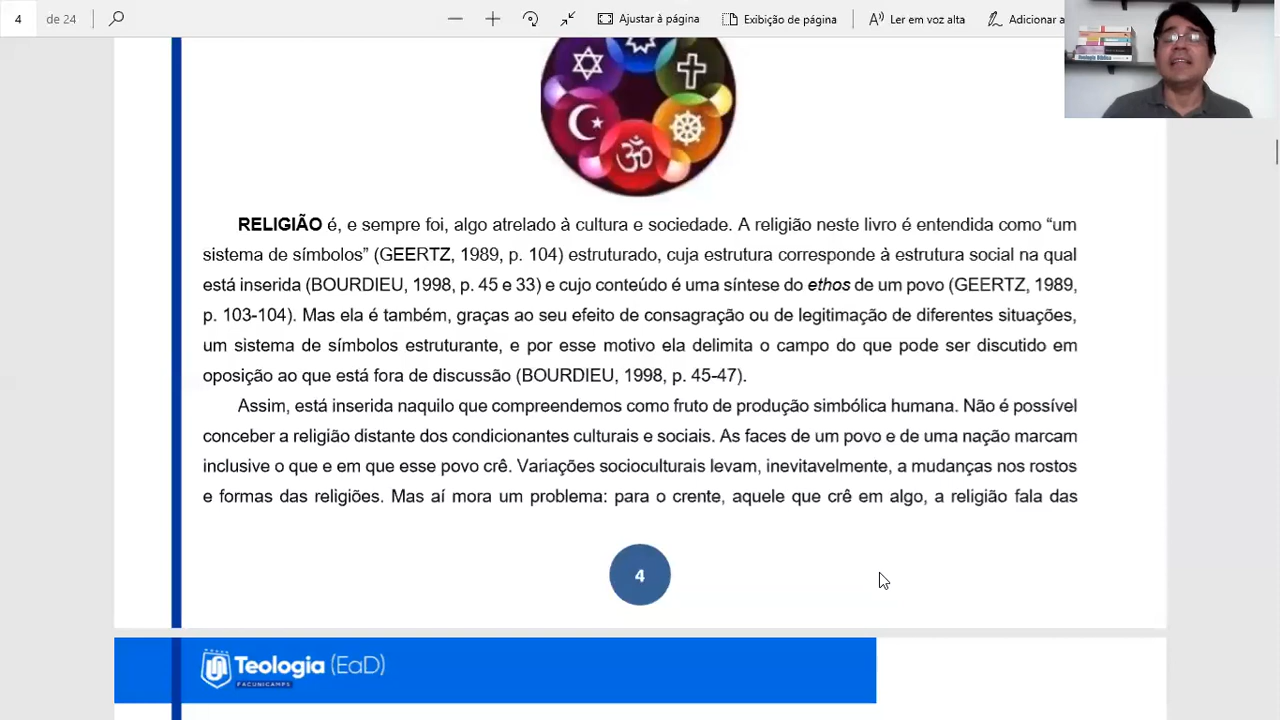 4 de 24 Ajustar à página Exibição de página Ler em voz alta Adicionar a
RELIGIÃO é, e sempre foi, algo atrelado à cultura e sociedade. A religião neste livro é entendida como “um
sistema de símbolos” (GEERTZ, 1989, p. 104) estruturado, cuja estrutura corresponde à estrutura social na qual
está inserida (BOURDIEU, 1998, p. 45 e 33) e cujo conteúdo é uma síntese do ethos de um povo (GEERTZ, 1989,
p. 103-104). Mas ela é também, graças ao seu efeito de consagração ou de legitimação de diferentes situações,
um sistema de símbolos estruturante, e por esse motivo ela delimita o campo do que pode ser discutido em
oposição ao que está fora de discussão (BOURDIEU, 1998, p. 45-47).
Assim, está inserida naquilo que compreendemos como fruto de produção simbólica humana. Não é possível
conceber a religião distante dos condicionantes culturais e sociais. As faces de um povo e de uma nação marcam
inclusive o que e em que esse povo crê. Variações socioculturais levam, inevitavelmente, a mudanças nos rostos
e formas das religiões. Mas aí mora um problema: para o crente, aquele que crê em algo, a religião fala das
4
Teologia (EaD)
FACUNICAMPS